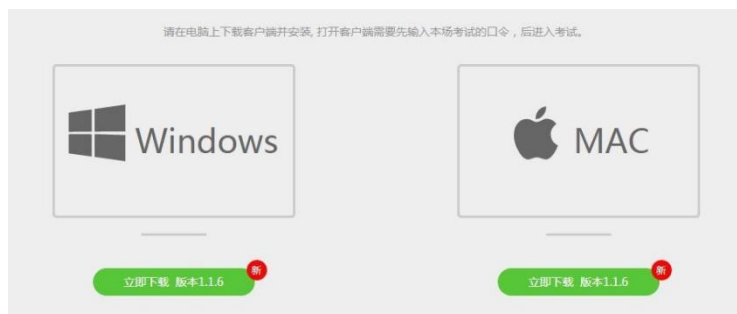 请在电脑上下载客户端并安装, 打开客户端需要先输入本场考试的口令，后进入考试。
Windows
MAC
立即下载 版本1.1.6
新
立即下载 版本1.1.6
新